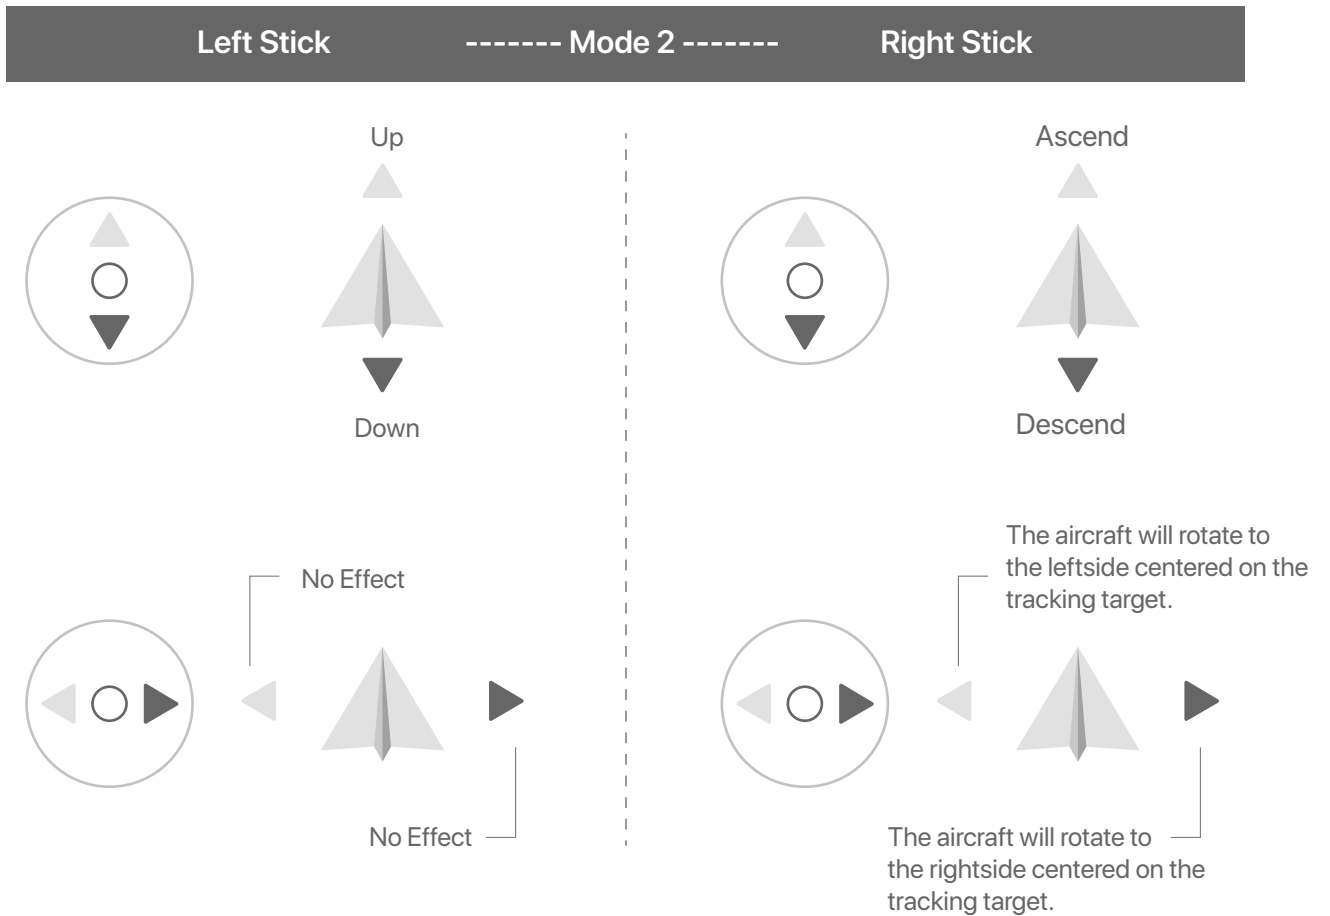 Left Stick ------- Mode 2 ------- Right Stick
Up
Down
Ascend
Descend
No Effect
No Effect
The aircraft will rotate to
the leftside centered on the
tracking target.
The aircraft will rotate to
the rightside centered on the
tracking target.